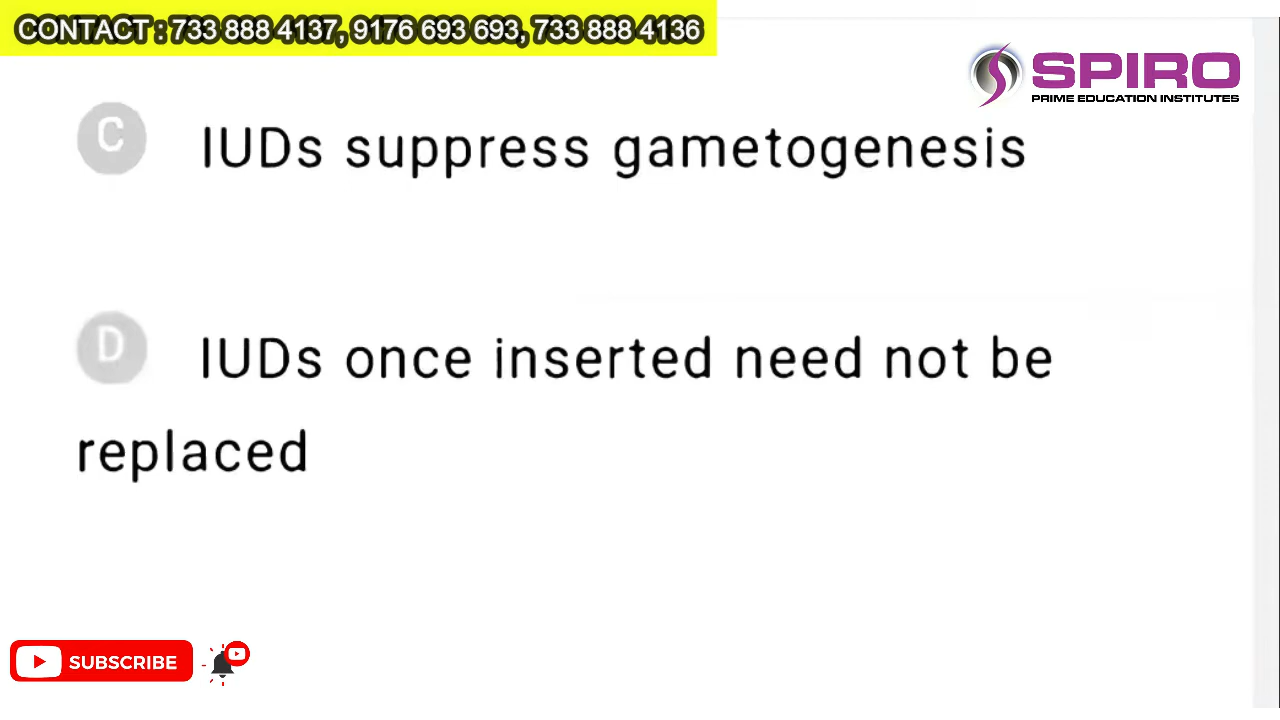 CONTACT : 733 888 4137, 9176 693 693, 733 888 4136
SPIRO
PRIME EDUCATION INSTITUTES
C IUDs suppress gametogenesis
D IUDs once inserted need not be
replaced
SUBSCRIBE